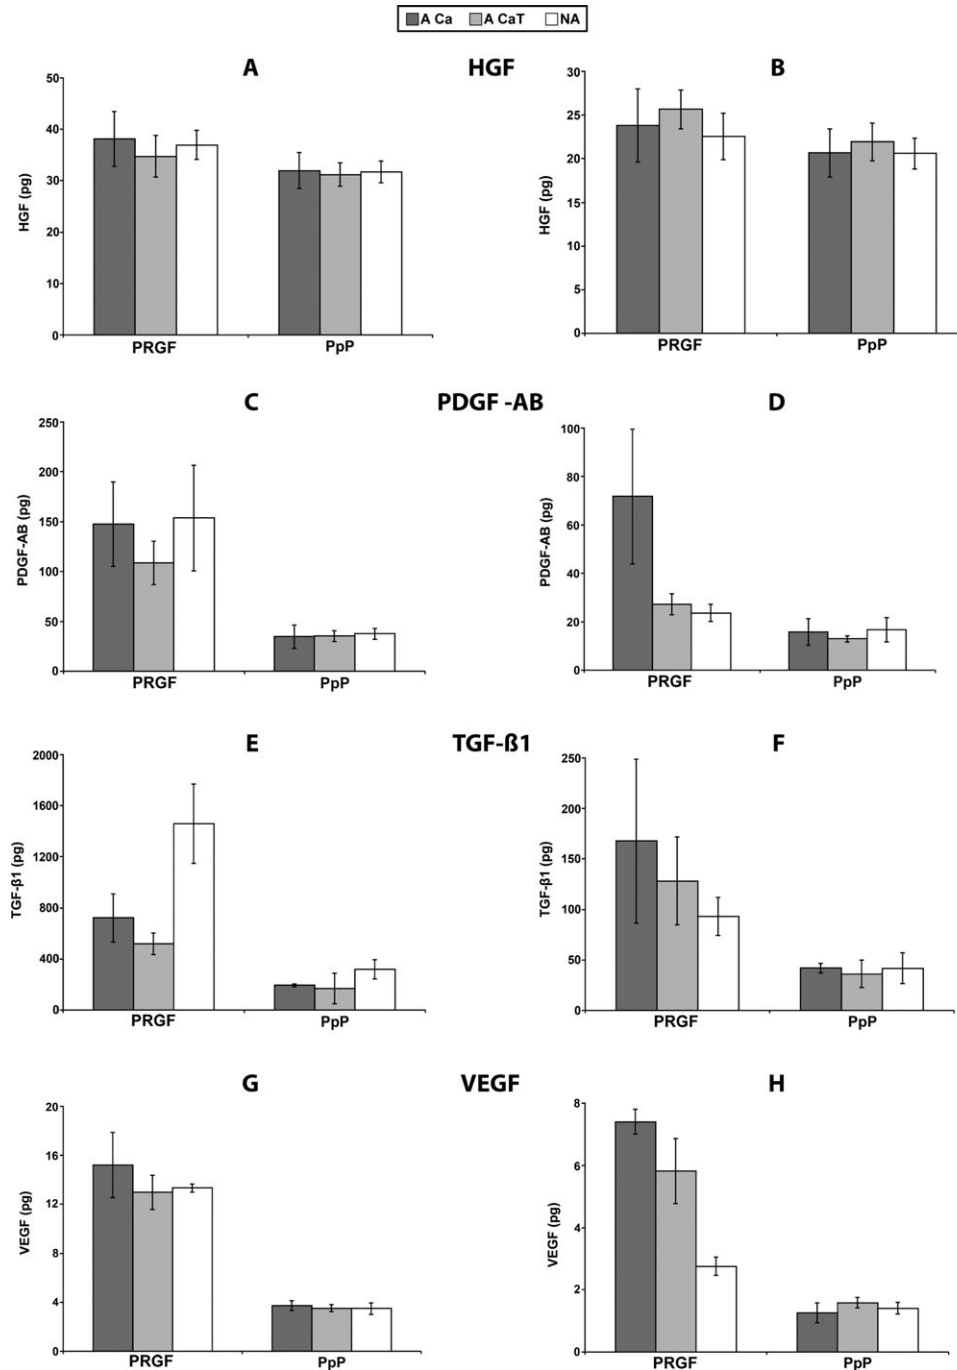 A Ca A CaT NA
A HGF B
HGF (pg)
50
40
30
20
10
0
PRGF PpP
HGF (pg)
30
25
20
15
10
5
0
PRGF PpP
C PDGF -AB D
PDGF-AB (pg)
250
200
150
100
50
0
PRGF PpP
PDGF-AB (pg)
100
80
60
40
20
0
PRGF PpP
E TGF-ß1 F
TGF-β1 (pg)
2000
1600
1200
800
400
0
PRGF PpP
TGF-β1 (pg)
250
200
150
100
50
0
PRGF PpP
G VEGF H
VEGF (pg)
20
16
12
8
4
0
PRGF PpP
VEGF (pg)
8
6
4
2
0
PRGF PpP